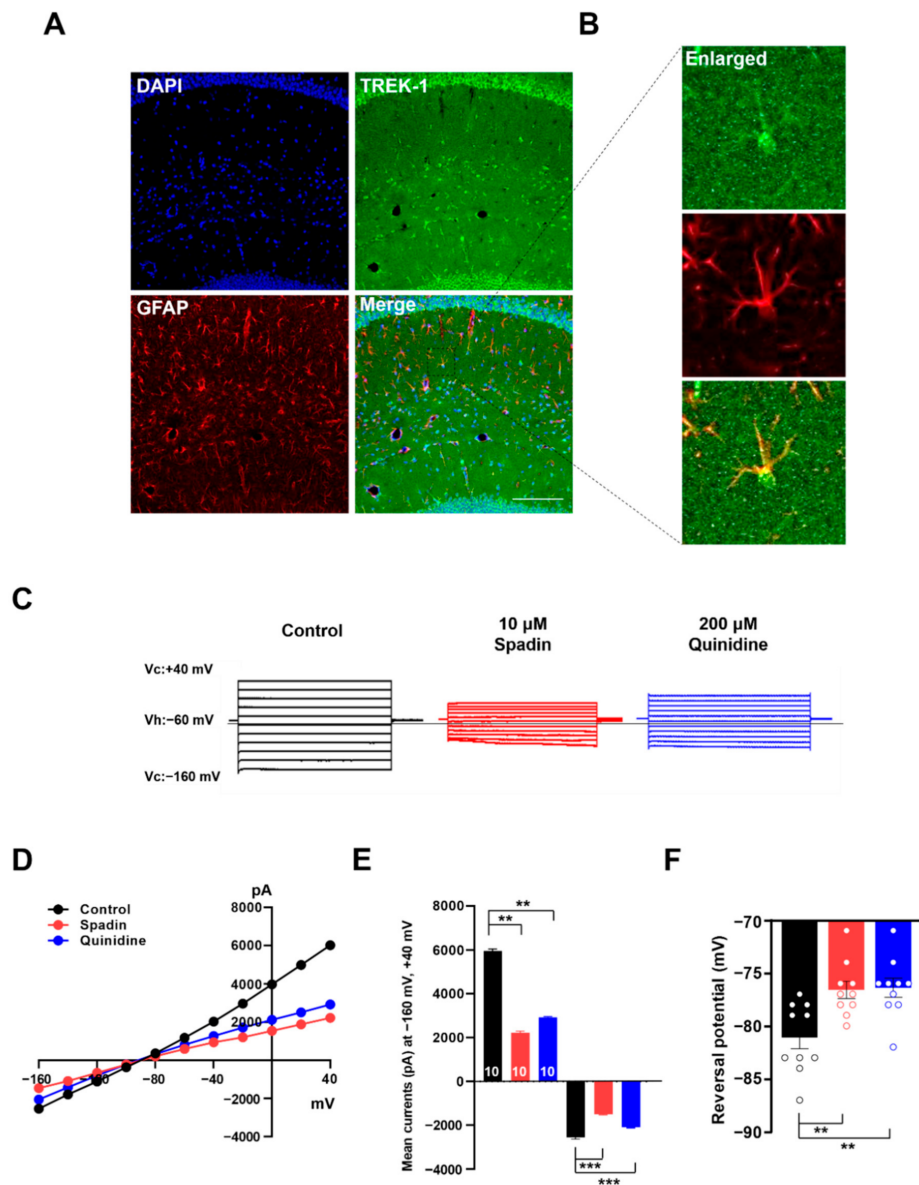 A
B
DAPI
TREK-1
Enlarged
GFAP
Merge
C
Control
10 µM
Spadin
200 µM
Quinidine
Vc:+40 mV
Vh:−60 mV
Vc:−160 mV
D
E
F
pA
Control
Spadin
Quinidine
8000
6000
4000
2000
−160
−120
−80
−40
40
mV
−2000
−4000
Mean currents (pA) at −160 mV, +40 mV
8000
6000
4000
2000
0
−2000
−4000
**
**
10
10
10
***
***
Reversal potential (mV)
−70
−75
−80
−85
−90
**
**